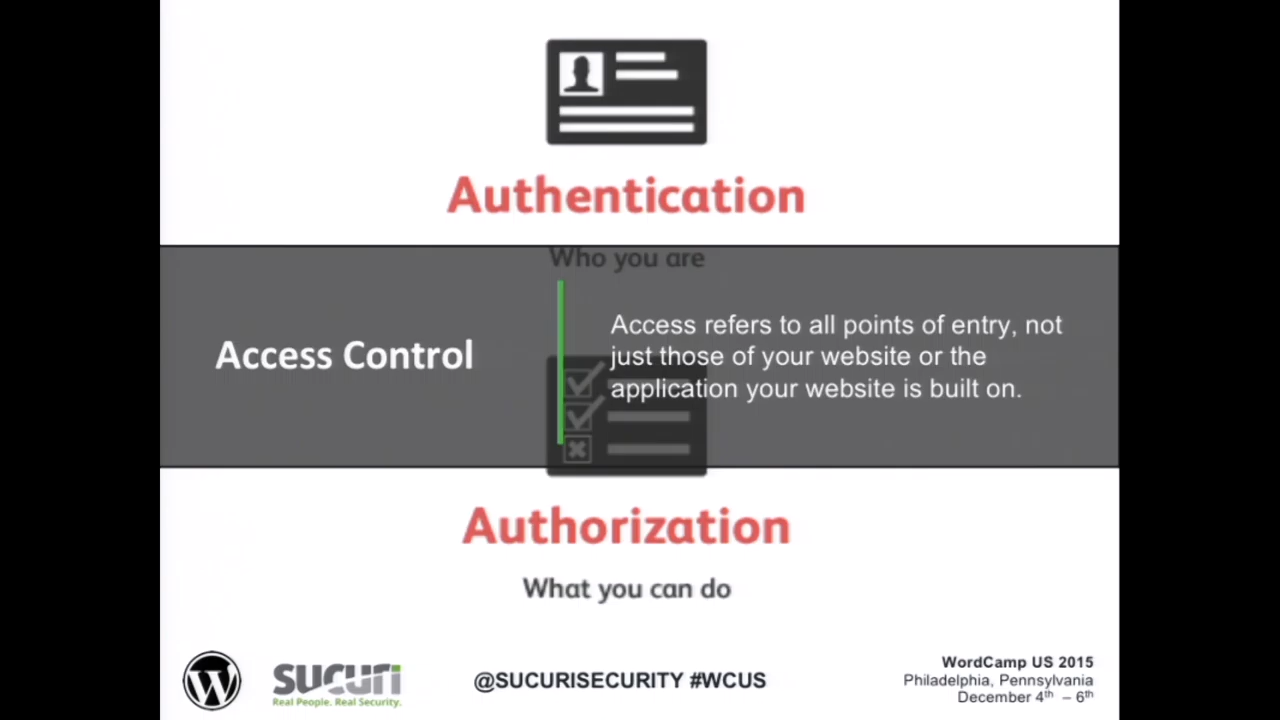 Authentication
Who you are
Access Control
Access refers to all points of entry, not
just those of your website or the
application your website is built on.
Authorization
What you can do
W
SUCURI
Real People. Real Security.
@SUCURISECURITY #WCUS
WordCamp US 2015
Philadelphia, Pennsylvania
December 4th – 6th